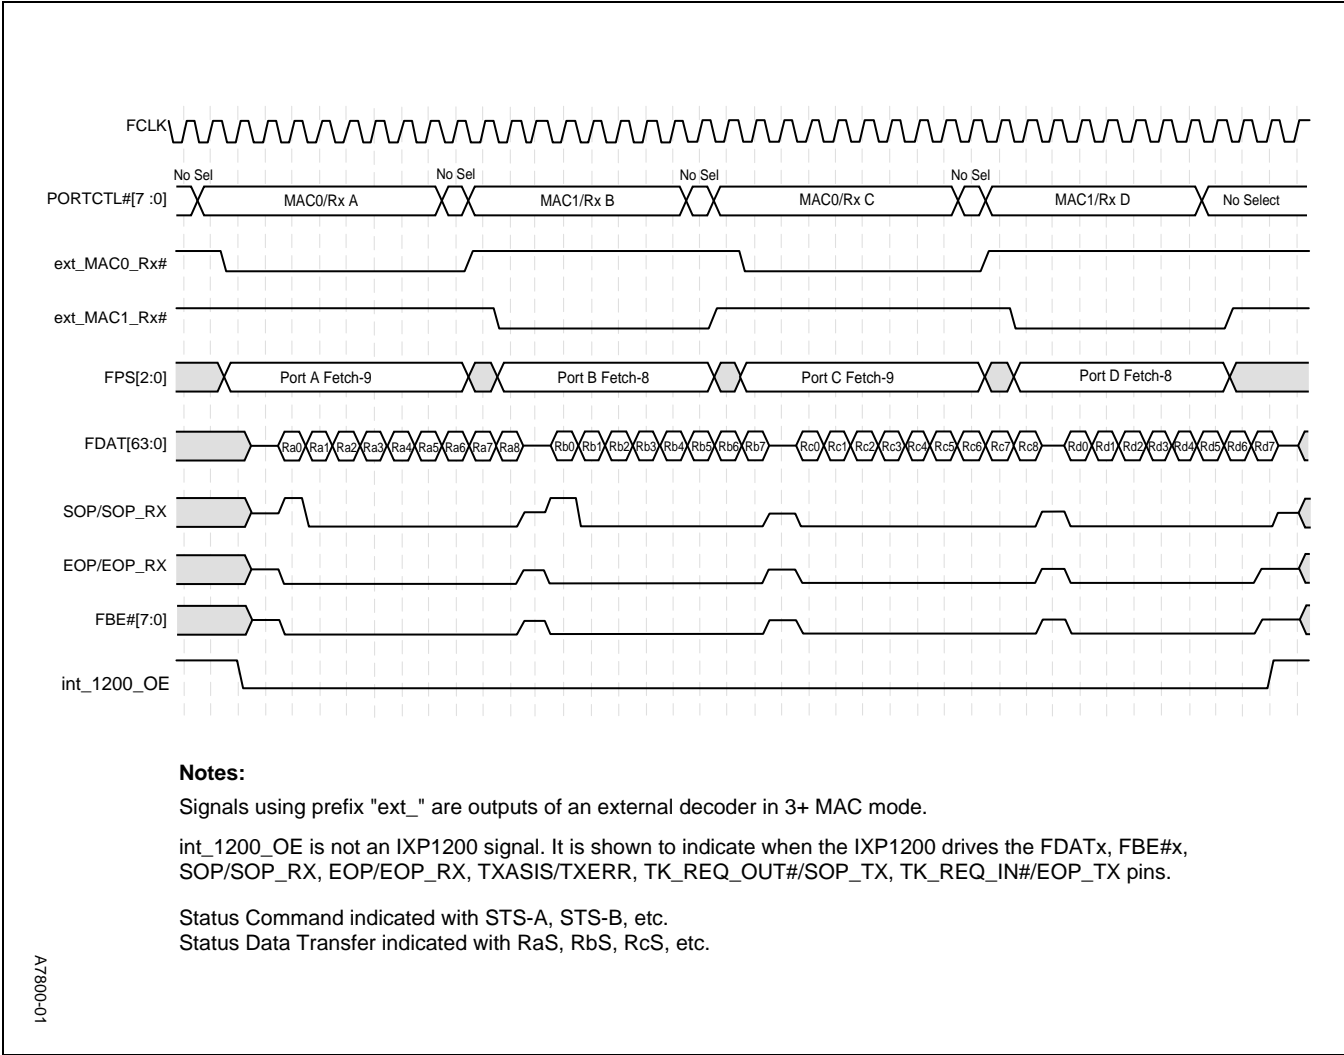 FCLK
No Sel No Sel No Sel No Sel
PORTCTL#[7 :0] MAC0/Rx A MAC1/Rx B MAC0/Rx C MAC1/Rx D No Select
ext_MAC0_Rx#
ext_MAC1_Rx#
FPS[2:0] Port A Fetch-9 Port B Fetch-8 Port C Fetch-9 Port D Fetch-8
FDAT[63:0] Ra0 Ra1 Ra2 Ra3 Ra4 Ra5 Ra6 Ra7 Ra8 Rb0 Rb1 Rb2 Rb3 Rb4 Rb5 Rb6 Rb7 Rc0 Rc1 Rc2 Rc3 Rc4 Rc5 Rc6 Rc7 Rc8 Rd0 Rd1 Rd2 Rd3 Rd4 Rd5 Rd6 Rd7
SOP/SOP_RX
EOP/EOP_RX
FBE#[7:0]
int_1200_OE
Notes:
Signals using prefix "ext_" are outputs of an external decoder in 3+ MAC mode.
int_1200_OE is not an IXP1200 signal. It is shown to indicate when the IXP1200 drives the FDATx, FBE#x,
SOP/SOP_RX, EOP/EOP_RX, TXASIS/TXERR, TK_REQ_OUT#/SOP_TX, TK_REQ_IN#/EOP_TX pins.
Status Command indicated with STS-A, STS-B, etc.
Status Data Transfer indicated with RaS, RbS, RcS, etc.
A7800-01